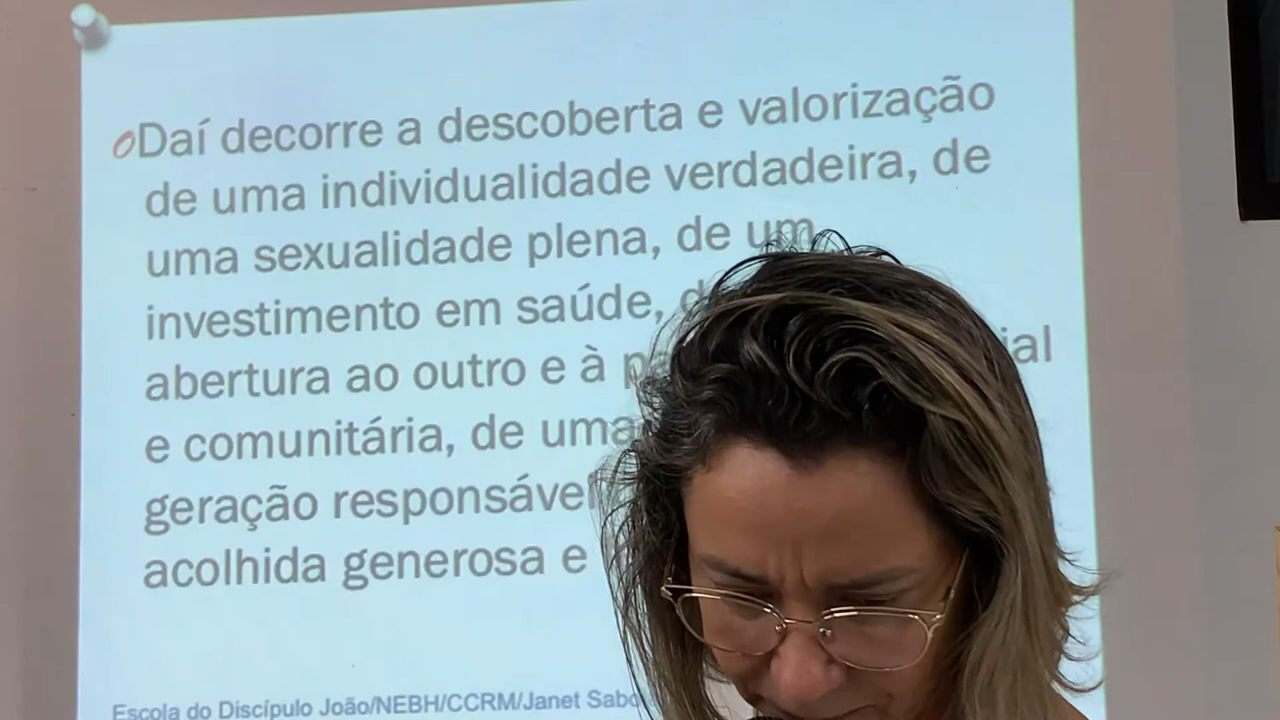 Daí decorre a descoberta e valorização
de uma individualidade verdadeira, de
uma sexualidade plena, de um
investimento em saúde,
abertura ao outro e à
e comunitária, de uma
geração responsável
acolhida generosa e
Escola do Discípulo João/NEBH/CCRM/Janet